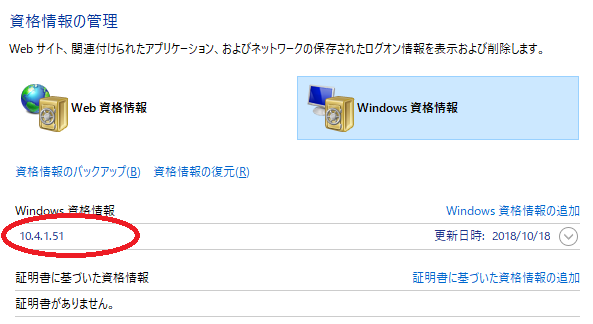 資格情報の管理
Web サイト、関連付けられたアプリケーション、およびネットワークの保存されたログオン情報を表示および削除します。
Web 資格情報 Windows 資格情報
資格情報のバックアップ(B) 資格情報の復元(R)
Windows 資格情報 Windows 資格情報の追加
10.4.1.51 更新日時: 2018/10/18
証明書に基づいた資格情報 証明書に基づいた資格情報の追加
証明書がありません。